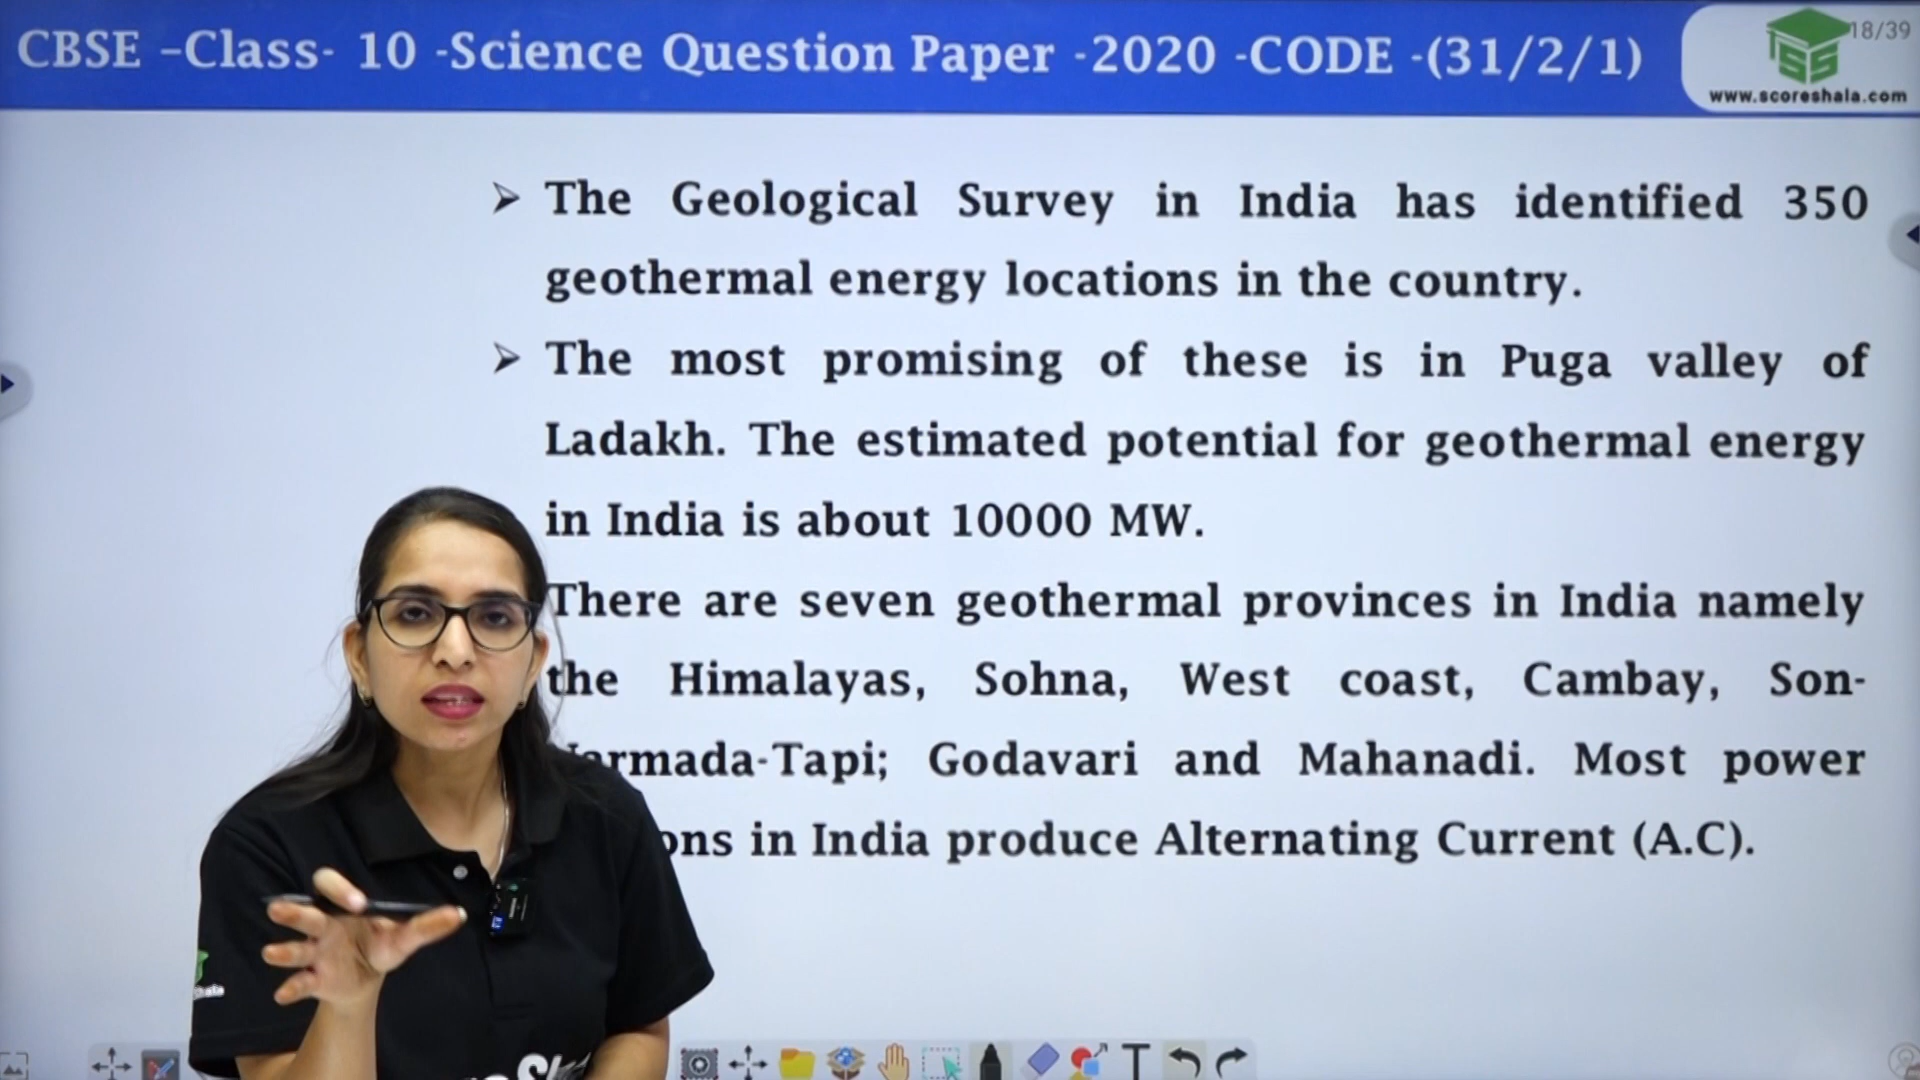 CBSE –Class- 10 -Science Question Paper -2020 -CODE -(31/2/1)
18/39
www.scoreshala.com
The Geological Survey in India has identified 350
geothermal energy locations in the country.
The most promising of these is in Puga valley of
Ladakh. The estimated potential for geothermal energy
in India is about 10000 MW.
There are seven geothermal provinces in India namely
the Himalayas, Sohna, West coast, Cambay, Son-
Tapi; Godavari and Mahanadi. Most power
in India produce Alternating Current (A.C).